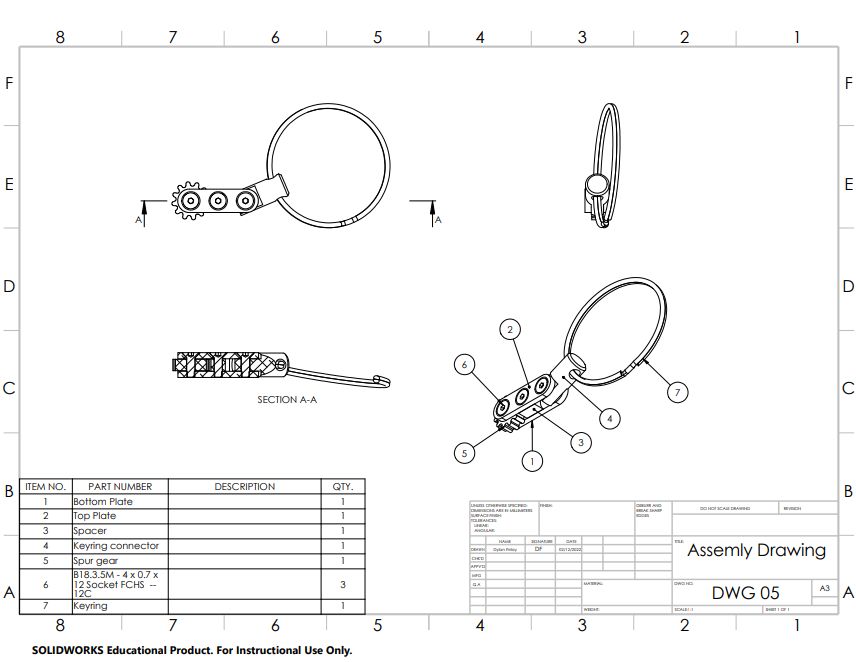 8 7 6 5 4 3 2 1
F F
E E
A A
D D
2
6
C C
7
SECTION A-A
4
3
5
1
B B
ITEM NO. PART NUMBER DESCRIPTION QTY.
1 Bottom Plate 1
2 Top Plate 1
3 Spacer 1
4 Keyring connector 1
5 Spur gear 1
6 B18.3.5M - 4 x 0.7 x 3
12 Socket FCHS --
12C
7 Keyring 1
UNLESS OTHERWISE SPECIFIED:
DIMENSIONS ARE IN MILLIMETERS
SURFACE FINISH:
TOLERANCES:
LINEAR:
ANGULAR:
FINISH:
DEBURR AND
BREAK SHARP
EDGES
DO NOT SCALE DRAWING
REVISION
NAME SIGNATURE DATE
DRAWN Dylan Finlay DF 02/12/2022
CHK'D
APPV'D
MFG
Q.A
MATERIAL:
WEIGHT:
TITLE:
Assemly Drawing
DWG NO.
DWG 05
A3
SCALE:1:1
SHEET 1 OF 1
A A
8 7 6 5 4 3 2 1
SOLIDWORKS Educational Product. For Instructional Use Only.